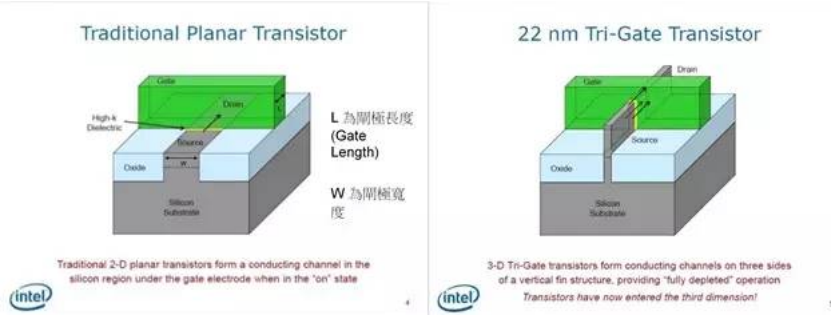 Traditional Planar Transistor
Gate
Drain
L
High-k
Dielectric
Source
W
Oxide
Silicon
Substrate
L 為閘極長度
(Gate
Length)
W 為閘極寬
度
Traditional 2-D planar transistors form a conducting channel in the
silicon region under the gate electrode when in the "on" state
intel
4
22 nm Tri-Gate Transistor
Drain
Gate
Source
Oxide
Silicon
Substrate
3-D Tri-Gate transistors form conducting channels on three sides
of a vertical fin structure, providing "fully depleted" operation
Transistors have now entered the third dimension!
intel